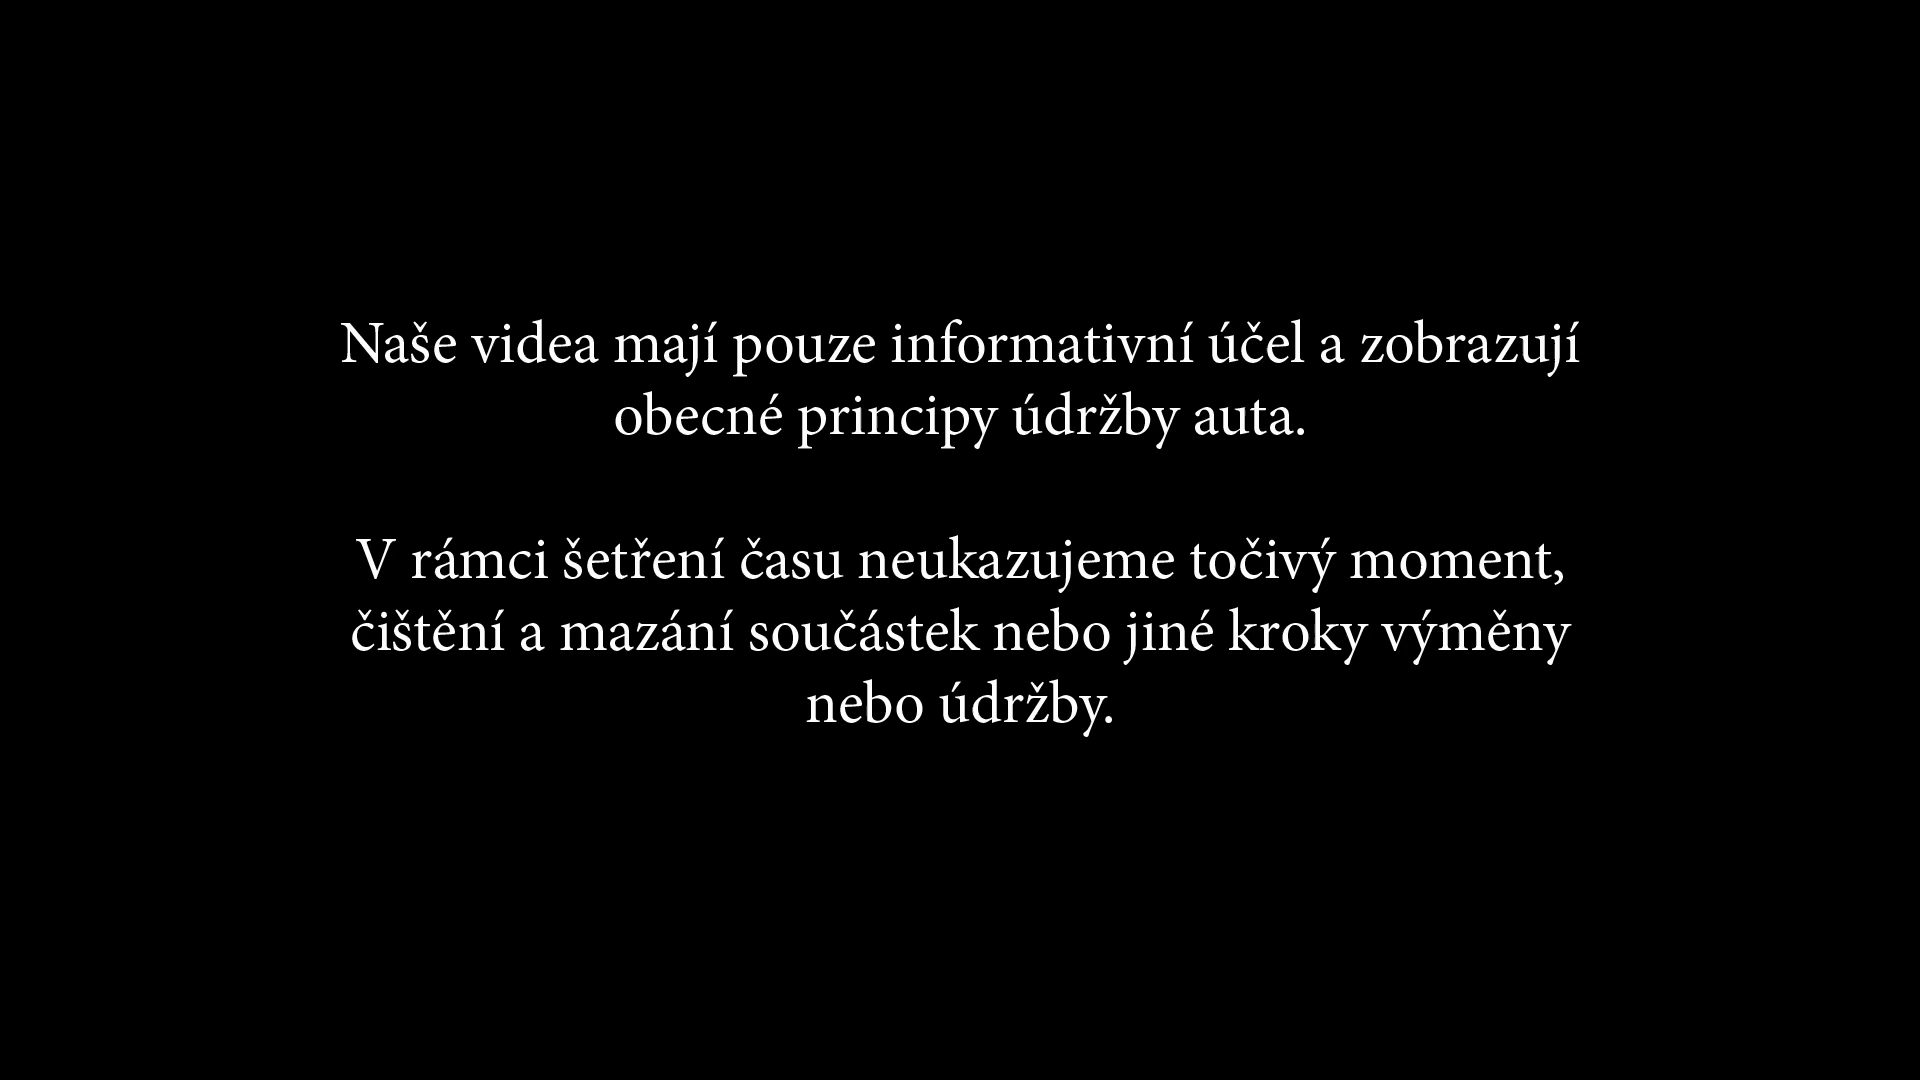 Naše videa mají pouze informativní účel a zobrazují
obecné principy údržby auta.
V rámci šetření času neukazujeme točivý moment,
čištění a mazání součástek nebo jiné kroky výměny
nebo údržby.